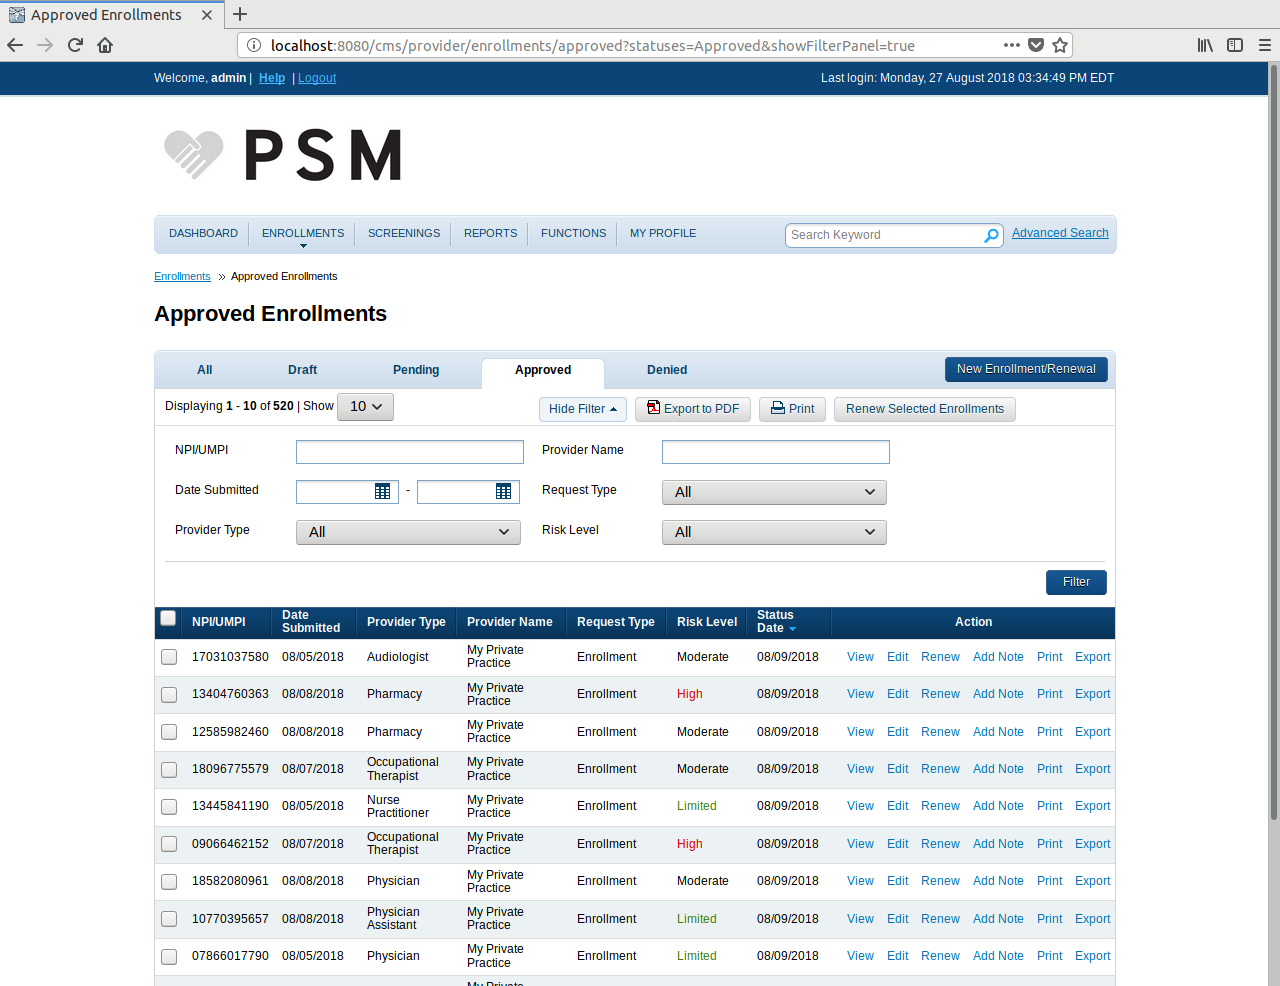 Approved Enrollments
localhost:8080/cms/provider/enrollments/approved?statuses=Approved&showFilterPanel=true
Welcome, admin | Help | Logout
Last login: Monday, 27 August 2018 03:34:49 PM EDT
PSM
DASHBOARD ENROLLMENTS SCREENINGS REPORTS FUNCTIONS MY PROFILE Search Keyword Advanced Search
Enrollments » Approved Enrollments
Approved Enrollments
All Draft Pending Approved Denied New Enrollment/Renewal
Displaying 1 - 10 of 520 | Show 10 Hide Filter Export to PDF Print Renew Selected Enrollments
NPI/UMPI Provider Name
Date Submitted - Request Type All
Provider Type All Risk Level All
Filter
NPI/UMPI Date Submitted Provider Type Provider Name Request Type Risk Level Status Date Action
17031037580 08/05/2018 Audiologist My Private Practice Enrollment Moderate 08/09/2018 View Edit Renew Add Note Print Export
13404760363 08/08/2018 Pharmacy My Private Practice Enrollment High 08/09/2018 View Edit Renew Add Note Print Export
12585982460 08/08/2018 Pharmacy My Private Practice Enrollment Moderate 08/09/2018 View Edit Renew Add Note Print Export
18096775579 08/07/2018 Occupational Therapist My Private Practice Enrollment Moderate 08/09/2018 View Edit Renew Add Note Print Export
13445841190 08/05/2018 Nurse Practitioner My Private Practice Enrollment Limited 08/09/2018 View Edit Renew Add Note Print Export
09066462152 08/07/2018 Occupational Therapist My Private Practice Enrollment High 08/09/2018 View Edit Renew Add Note Print Export
18582080961 08/08/2018 Physician My Private Practice Enrollment Moderate 08/09/2018 View Edit Renew Add Note Print Export
10770395657 08/08/2018 Physician Assistant My Private Practice Enrollment Limited 08/09/2018 View Edit Renew Add Note Print Export
07866017790 08/05/2018 Physician My Private Practice Enrollment Limited 08/09/2018 View Edit Renew Add Note Print Export
My Private